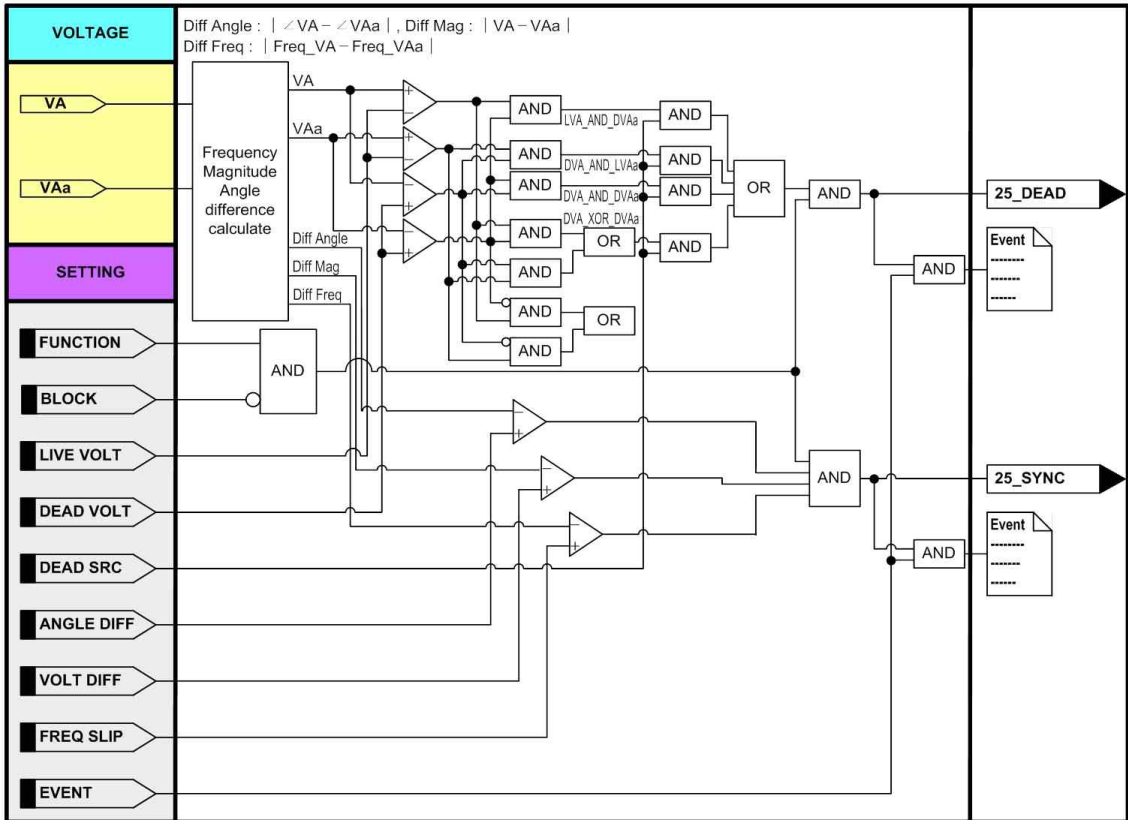 VOLTAGE
Diff Angle : | ∠VA − ∠VAa | , Diff Mag : | VA − VAa |
Diff Freq : | Freq_VA − Freq_VAa |
VA
VAa
Frequency
Magnitude
Angle
difference
calculate
VA
VAa
Diff Angle
Diff Mag
Diff Freq
+
−
+
−
−
+
−
+
AND
LVA_AND_DVAa
AND
DVA_AND_LVAa
AND
DVA_AND_DVAa
AND
DVA_XOR_DVAa
OR
AND
AND
OR
AND
AND
AND
AND
AND
OR
AND
25_DEAD
AND
Event
--------
-------
------
SETTING
FUNCTION
BLOCK
LIVE VOLT
DEAD VOLT
DEAD SRC
ANGLE DIFF
VOLT DIFF
FREQ SLIP
EVENT
AND
−
+
−
+
−
+
AND
25_SYNC
AND
Event
--------
-------
------